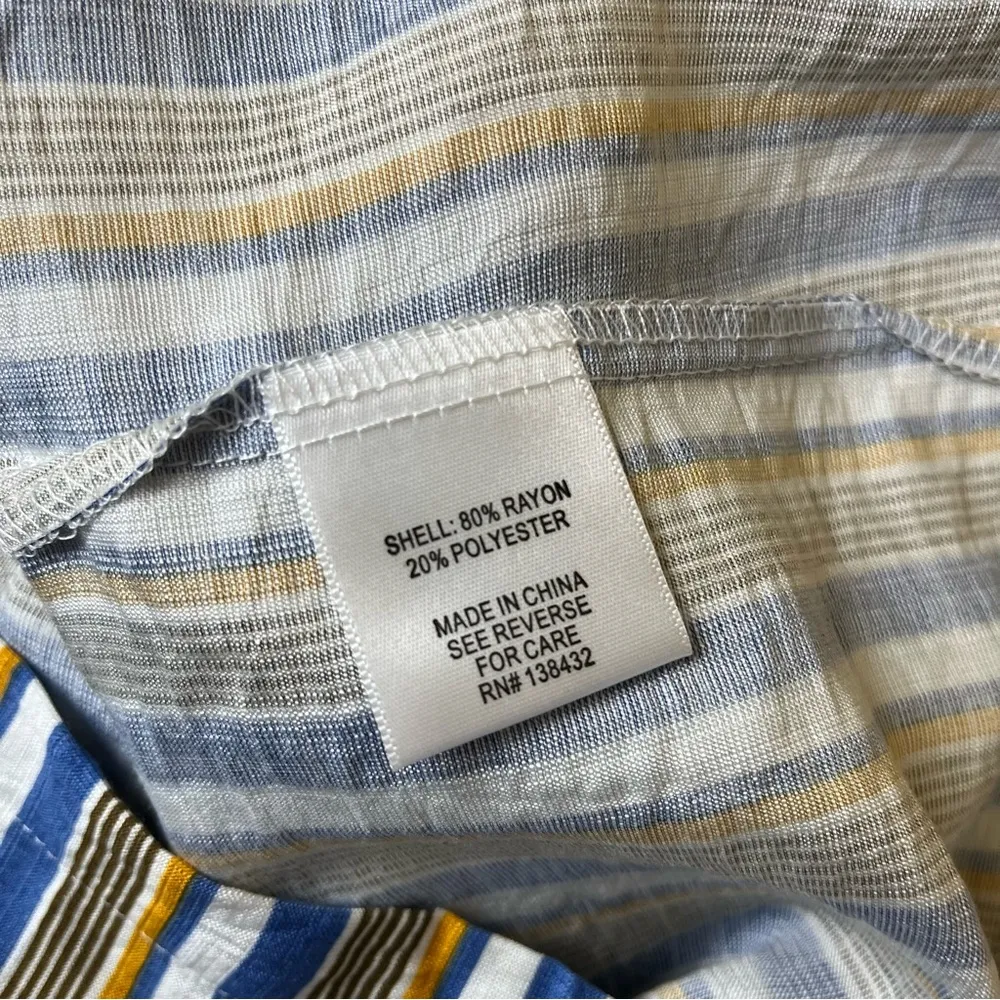 SHELL: 80% RAYON
20% POLYESTER
MADE IN CHINA
SEE REVERSE
FOR CARE
RN# 138432